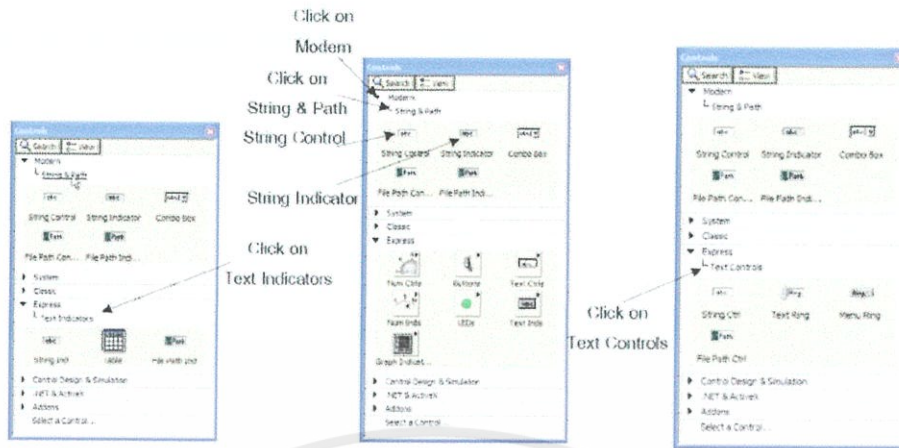 Click on
Modern
Click on
String & Path
String Control
String Indicator
Click on
Text Indicators
Click on
Text Controls
Controls
Search View
Modern
String & Path
String Control String Indicator Combo Box
File Path Con... File Path Indi...
System
Classic
Express
Text Indicators
String Ind Table File Path Ind
Control Design & Simulation
.NET & ActiveX
Addons
Select a Control...
Controls
Search View
Modern
String & Path
abc abc
String Control String Indicator Combo Box
Path Path
File Path Con... File Path Indi...
System
Classic
Express
Num Ctrls Buttons Text Ctrls
Num Inds LEDs Text Inds
Graph Indicat...
Control Design & Simulation
.NET & ActiveX
Addons
Select a Control
Controls
Search View
Modern
String & Path
String Control String Indicator Combo Box
File Path Con... File Path Indi...
System
Classic
Express
Text Controls
String Ctrl Text Ring Menu Ring
File Path Ctrl
Control Design & Simulation
.NET & ActiveX
Addons
Select a Control...